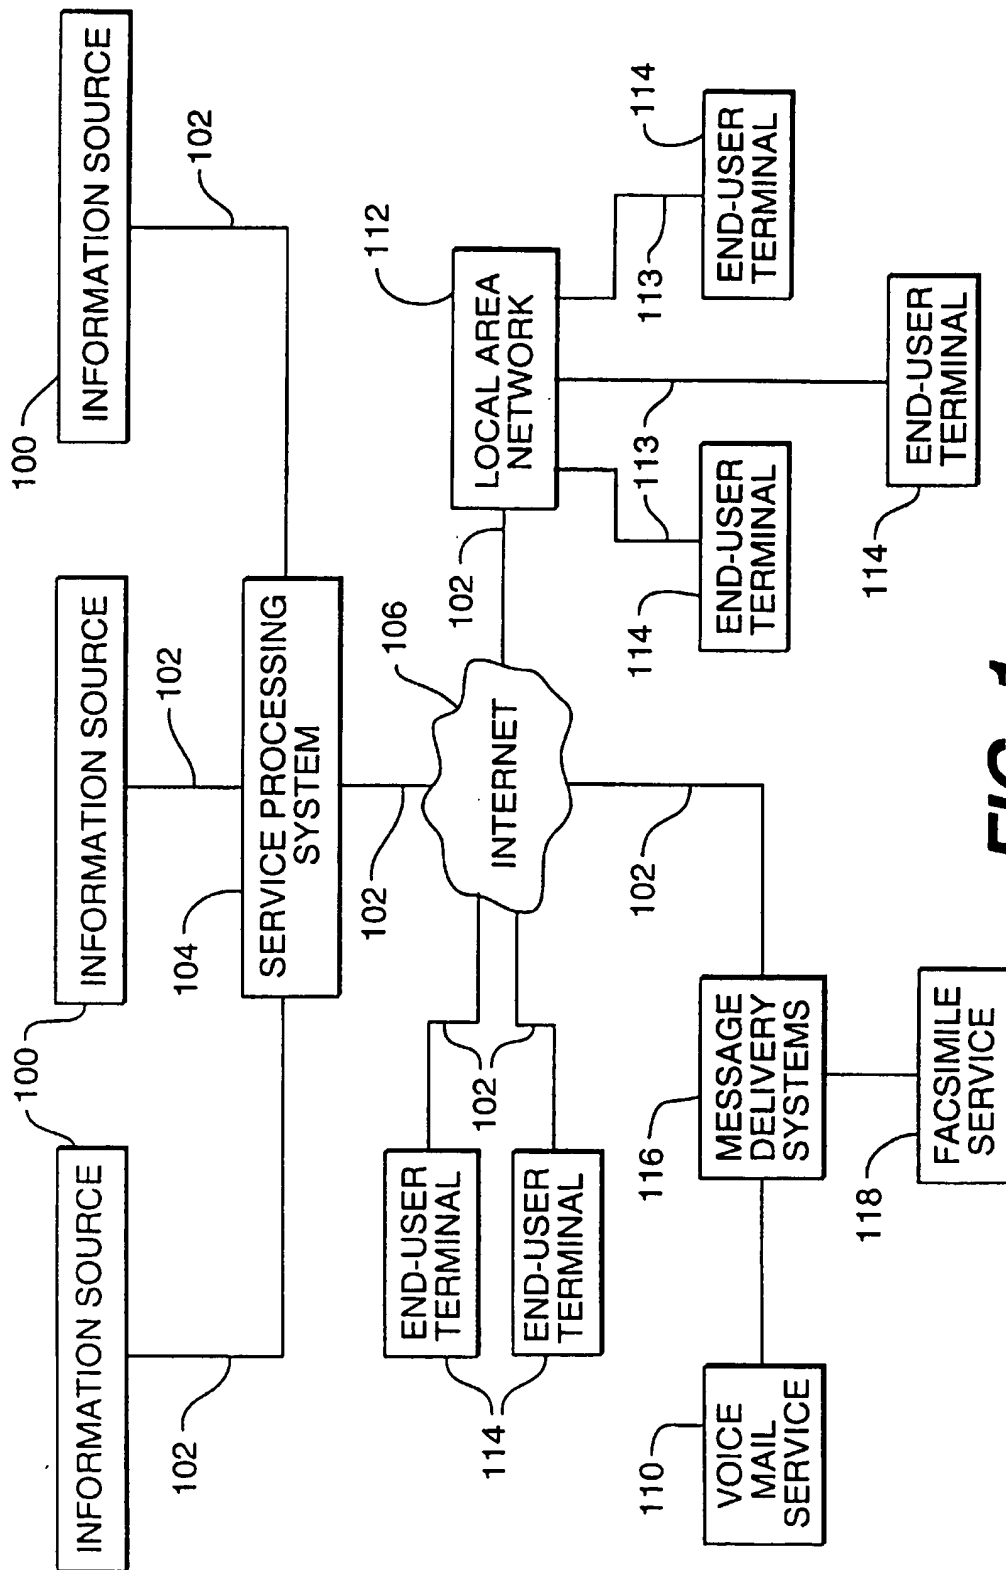 INFORMATION SOURCE
100
INFORMATION SOURCE
100
INFORMATION SOURCE
100
102
102
102
104
SERVICE PROCESSING
SYSTEM
102
106
INTERNET
102
112
LOCAL AREA
NETWORK
END-USER
TERMINAL
END-USER
TERMINAL
114
102
102
113
113
113
114
END-USER
TERMINAL
END-USER
TERMINAL
114
END-USER
TERMINAL
114
110
VOICE
MAIL
SERVICE
116
MESSAGE
DELIVERY
SYSTEMS
118
FACSIMILE
SERVICE
FIG. 1